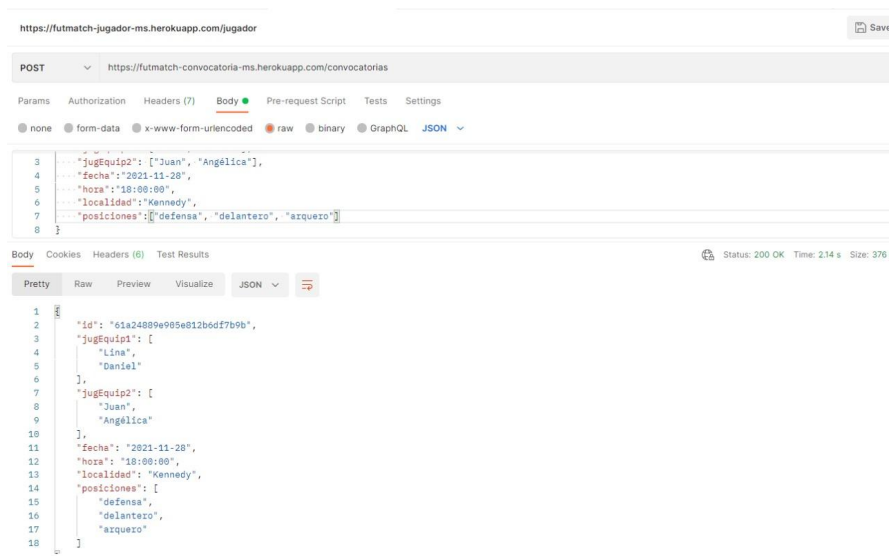 https://futmatch-jugador-ms.herokuapp.com/jugador Save
POST https://futmatch-convocatoria-ms.herokuapp.com/convocatorias
Params Authorization Headers (7) Body Pre-request Script Tests Settings
none form-data x-www-form-urlencoded raw binary GraphQL JSON
3 "jugEquip2": ["Juan", "Angélica"],
4 "fecha":"2021-11-28",
5 "hora":"18:00:00",
6 "localidad":"Kennedy",
7 "posiciones":["defensa", "delantero", "arquero"]
8 }
Body Cookies Headers (6) Test Results Status: 200 OK Time: 2.14 s Size: 376
Pretty Raw Preview Visualize JSON
1 {
2 "id": "61a24889e905e812b6df7b9b",
3 "jugEquip1": [
4 "Lina",
5 "Daniel"
6 ],
7 "jugEquip2": [
8 "Juan",
9 "Angélica"
10 ],
11 "fecha": "2021-11-28",
12 "hora": "18:00:00",
13 "localidad": "Kennedy",
14 "posiciones": [
15 "defensa",
16 "delantero",
17 "arquero"
18 ]